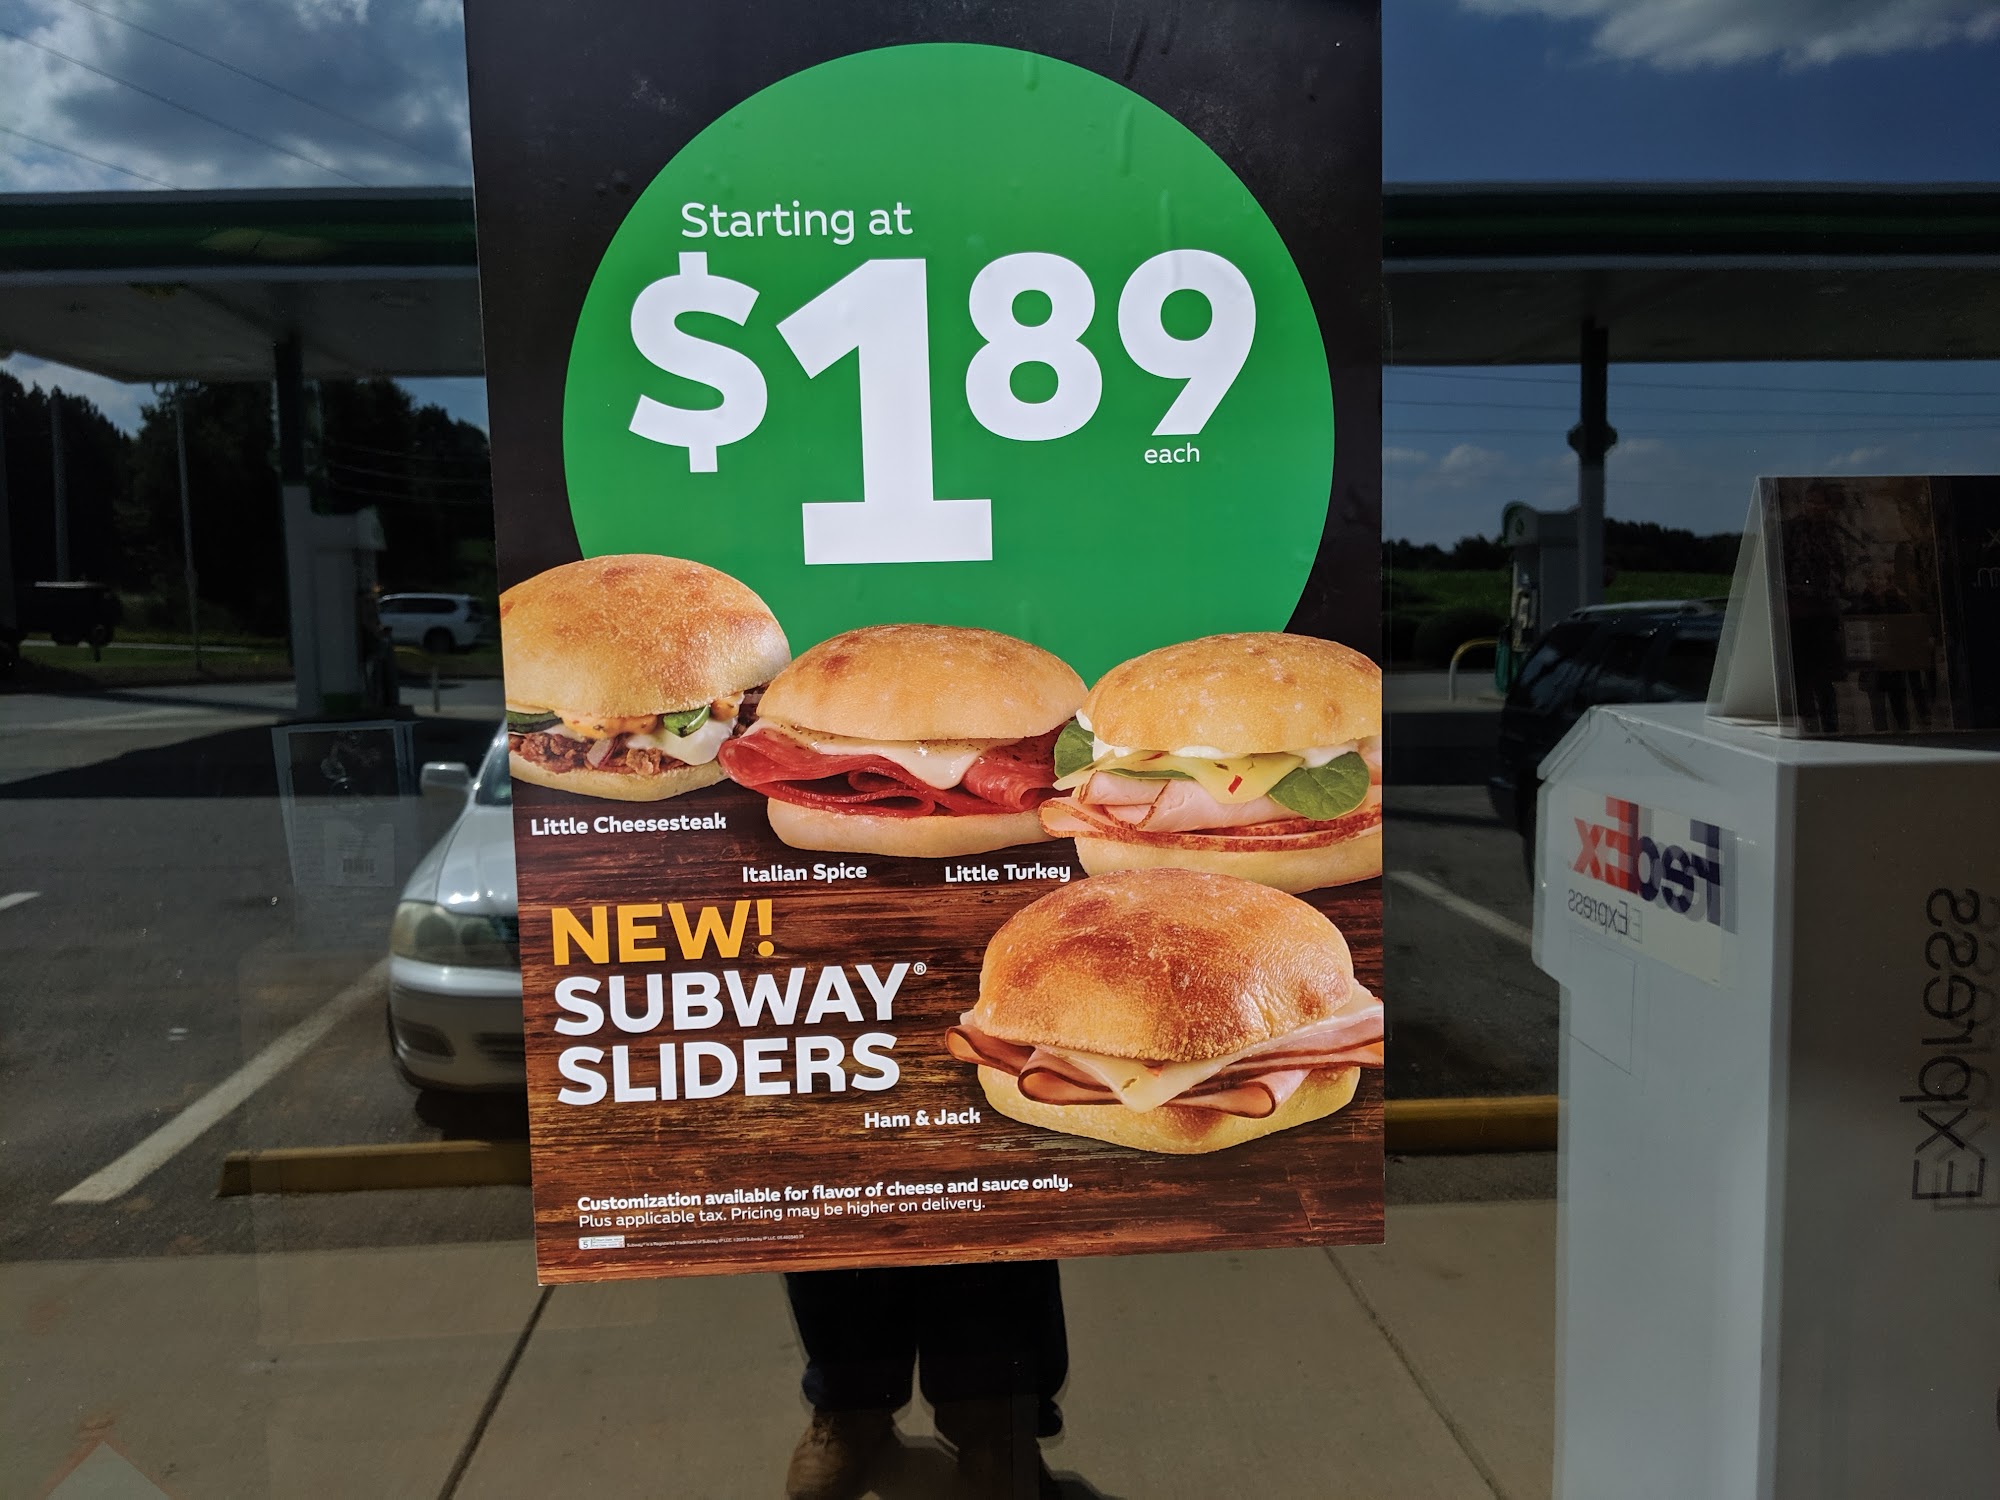 Starting at
$1.89
each
Little Cheesesteak
Italian Spice
Little Turkey
NEW!
SUBWAY®
SLIDERS
Ham & Jack
Customization available for flavor of cheese and sauce only.
Plus applicable tax. Pricing may be higher on delivery.
FedEx
Express
Express